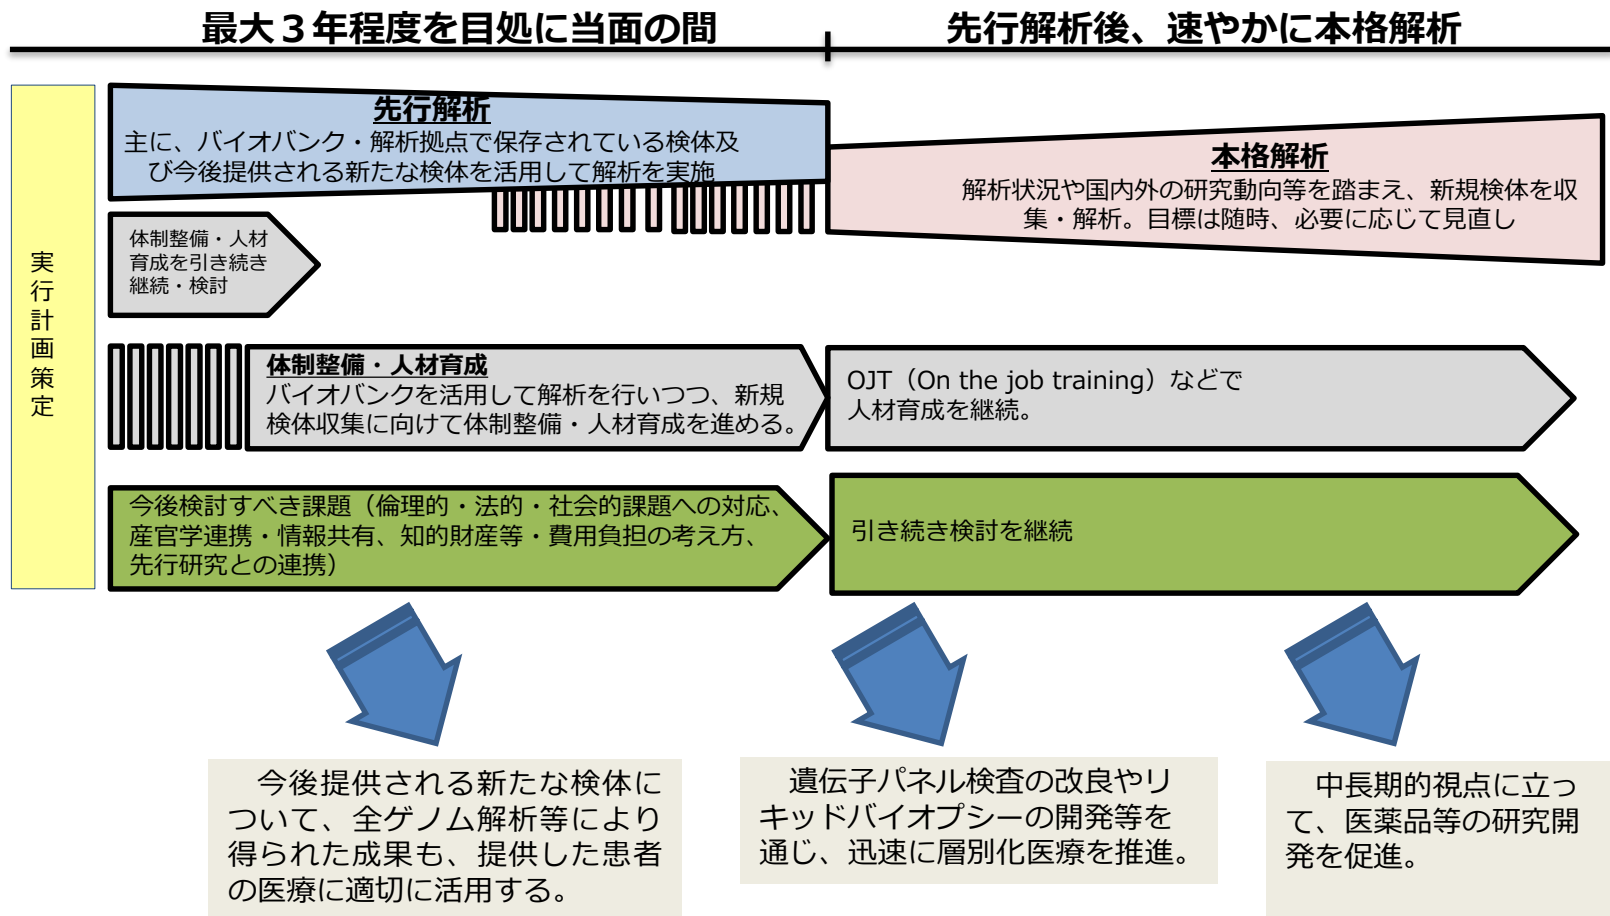 最大３年程度を目処に当面の間
先行解析後、速やかに本格解析
実行計画策定
先行解析
主に、バイオバンク・解析拠点で保存されている検体及
び今後提供される新たな検体を活用して解析を実施
本格解析
解析状況や国内外の研究動向等を踏まえ、新規検体を収
集・解析。目標は随時、必要に応じて見直し
体制整備・人材
育成を引き続き
継続・検討
体制整備・人材育成
バイオバンクを活用して解析を行いつつ、新規
検体収集に向けて体制整備・人材育成を進める。
OJT（On the job training）などで
人材育成を継続。
今後検討すべき課題（倫理的・法的・社会的課題への対応、
産官学連携・情報共有、知的財産等・費用負担の考え方、
先行研究との連携）
引き続き検討を継続
今後提供される新たな検体に
ついて、全ゲノム解析等により
得られた成果も、提供した患者
の医療に適切に活用する。
遺伝子パネル検査の改良やリ
キッドバイオプシーの開発等を
通じ、迅速に層別化医療を推進。
中長期的視点に立っ
て、医薬品等の研究開
発を促進。